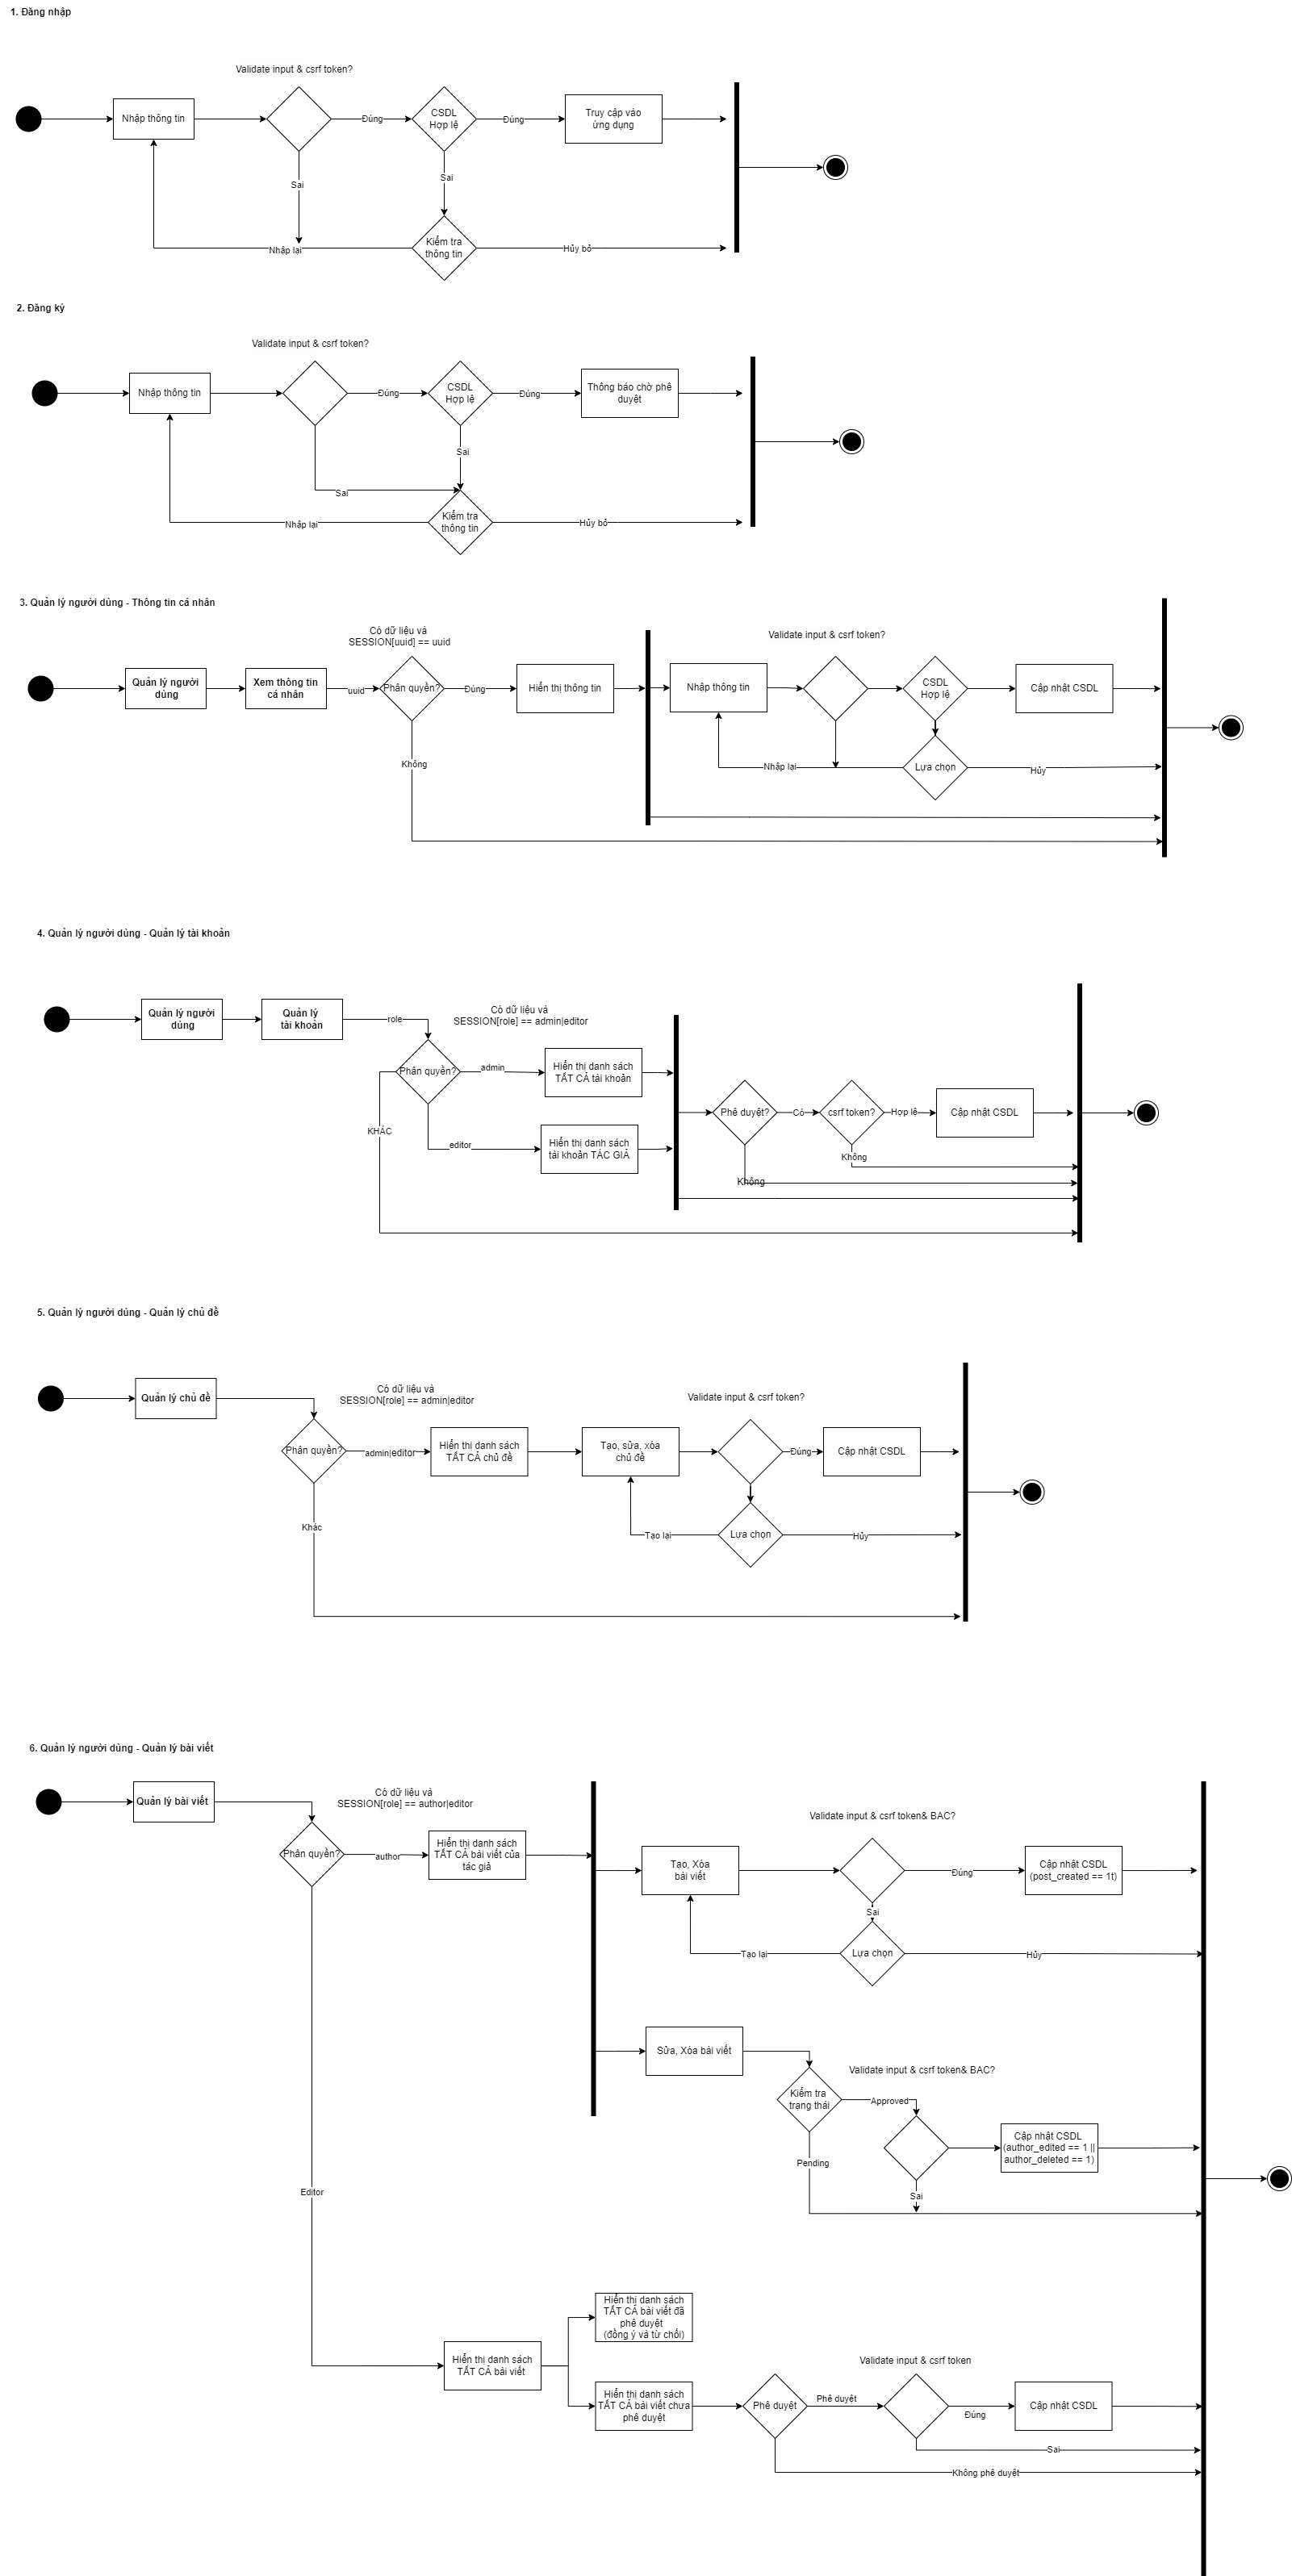 1. Đăng nhập
Validate input & csrf token?
Nhập thông tin
Đúng
CSDL
Hợp lệ
Đúng
Truy cập vào
ứng dụng
Sai
Sai
Nhập lại
Kiểm tra
thông tin
Hủy bỏ
2. Đăng ký
Validate input & csrf token?
Nhập thông tin
Đúng
CSDL
Hợp lệ
Đúng
Thông báo chờ phê
duyệt
Sai
Sai
Nhập lại
Kiểm tra
thông tin
Hủy bỏ
3. Quản lý người dùng - Thông tin cá nhân
Có dữ liệu và
SESSION[uuid] == uuid
Validate input & csrf token?
Quản lý người
dùng
Xem thông tin
cá nhân
uuid
Phân quyền?
Đúng
Hiển thị thông tin
Nhập thông tin
CSDL
Hợp lệ
Cập nhật CSDL
Không
Nhập lại
Lựa chọn
Hủy
4. Quản lý người dùng - Quản lý tài khoản
Quản lý người
dùng
Quản lý
tài khoản
role
Có dữ liệu và
SESSION[role] == admin|editor
Phân quyền?
admin
Hiển thị danh sách
TẤT CẢ tài khoản
KHÁC
editor
Hiển thị danh sách
tài khoản TÁC GIẢ
Phê duyệt?
Có
csrf token?
Hợp lệ
Cập nhật CSDL
Không
Không
5. Quản lý người dùng - Quản lý chủ đề
Quản lý chủ đề
Có dữ liệu và
SESSION[role] == admin|editor
Validate input & csrf token?
Phân quyền?
admin|editor
Hiển thị danh sách
TẤT CẢ chủ đề
Tạo, sửa, xóa
chủ đề
Đúng
Cập nhật CSDL
Khác
Tạo lại
Lựa chọn
Hủy
6. Quản lý người dùng - Quản lý bài viết
Quản lý bài viết
Có dữ liệu và
SESSION[role] == author|editor
Validate input & csrf token& BAC?
Phân quyền?
author
Hiển thị danh sách
TẤT CẢ bài viết của
tác giả
Tạo, Xóa
bài viết
Đúng
Cập nhật CSDL
(post_created == 1t)
Sai
Tạo lại
Lựa chọn
Hủy
Sửa, Xóa bài viết
Validate input & csrf token& BAC?
Kiểm tra
trạng thái
Approved
Cập nhật CSDL
(author_edited == 1 ||
author_deleted == 1)
Pending
Sai
Editor
Hiển thị danh sách
TẤT CẢ bài viết đã
phê duyệt
(đồng ý và từ chối)
Hiển thị danh sách
TẤT CẢ bài viết
Validate input & csrf token
Hiển thị danh sách
TẤT CẢ bài viết chưa
phê duyệt
Phê duyệt
Phê duyệt
Đúng
Cập nhật CSDL
Sai
Không phê duyệt